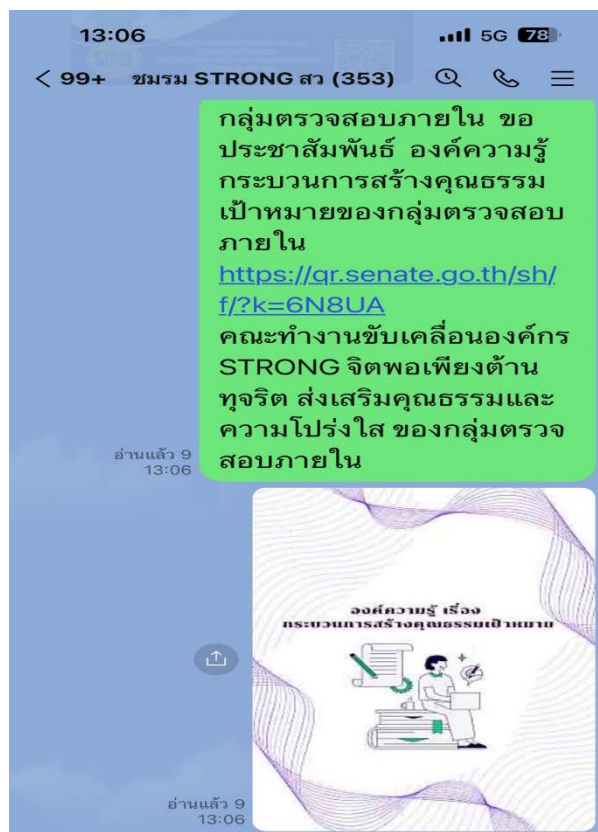 13:06
5G 78
< 99+ ชมรม STRONG สว (353)
กลุ่มตรวจสอบภายใน ขอ
ประชาสัมพันธ์ องค์ความรู้
กระบวนการสร้างคุณธรรม
เป้าหมายของกลุ่มตรวจสอบ
ภายใน
https://qr.senate.go.th/sh/
f/?k=6N8UA
คณะทำงานขับเคลื่อนองค์กร
STRONG จิตพอเพียงต้าน
ทุจริต ส่งเสริมคุณธรรมและ
ความโปร่งใส ของกลุ่มตรวจ
สอบภายใน
อ่านแล้ว 9
13:06
องค์ความรู้ เรื่อง
กระบวนการสร้างคุณธรรมเป้าหมาย
อ่านแล้ว 9
13:06